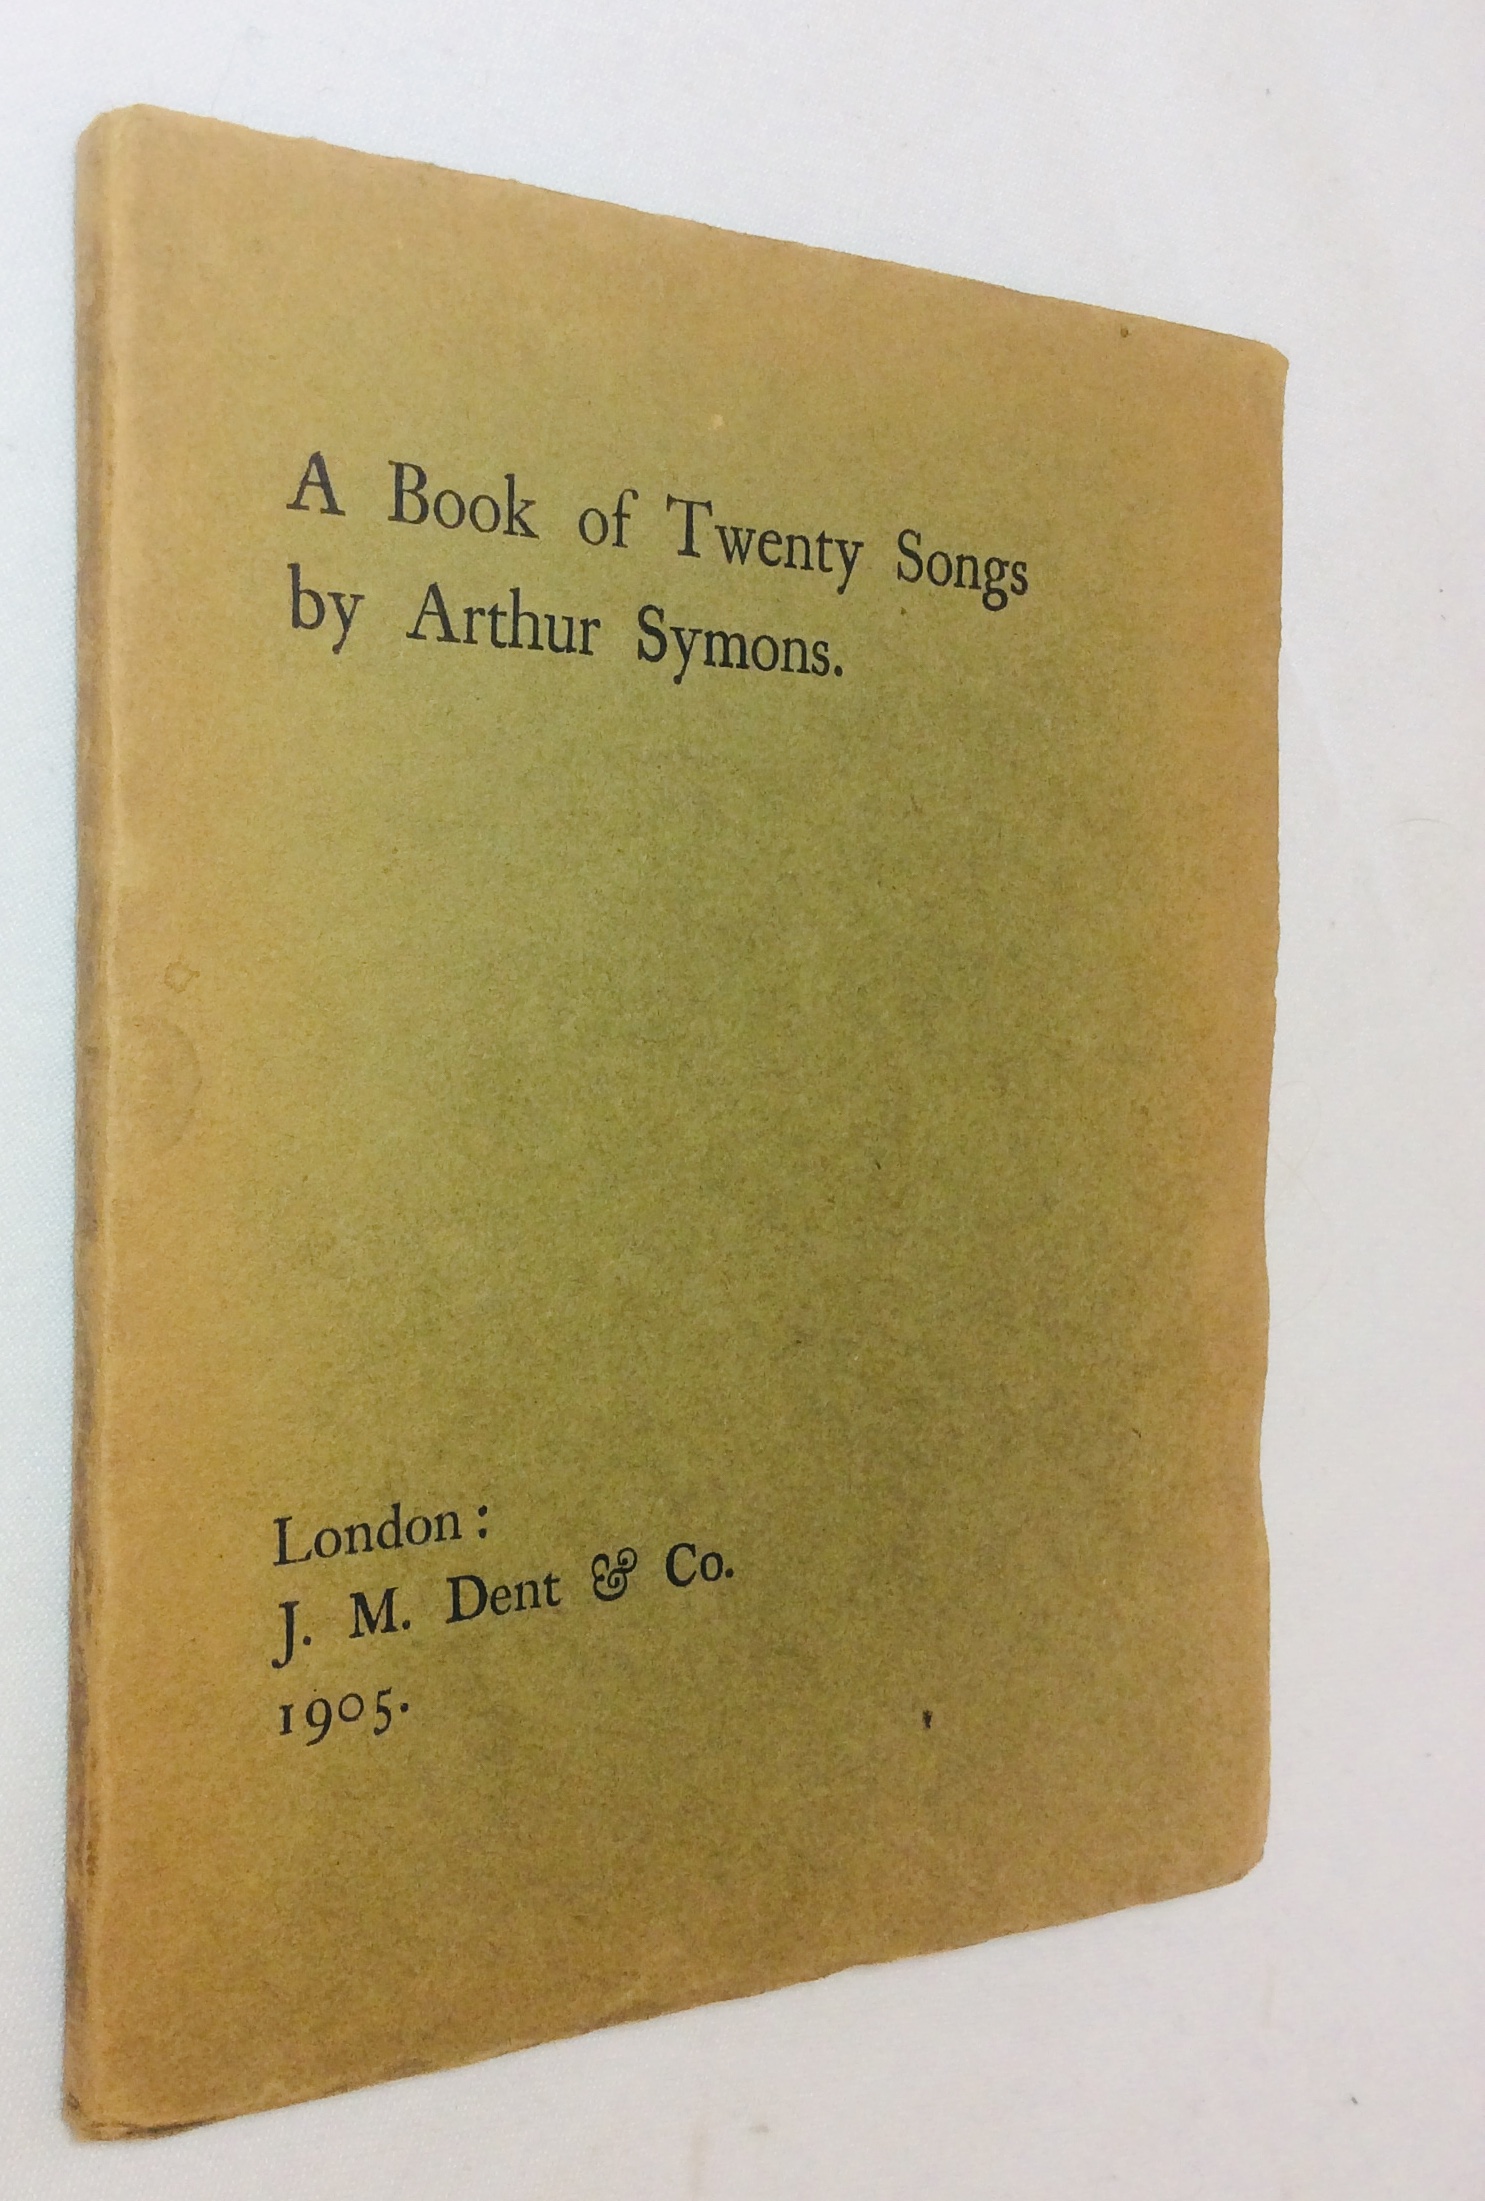 A Book of Twenty Songs
by Arthur Symons.
London:
J. M. Dent & Co.
1905.